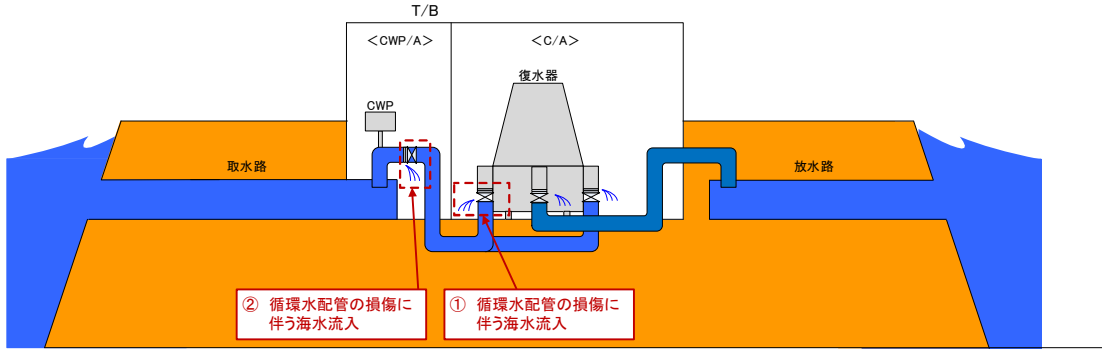 T/B
＜CWP/A＞
＜C/A＞
復水器
CWP
取水路
放水路
② 循環水配管の損傷に
伴う海水流入
① 循環水配管の損傷に
伴う海水流入